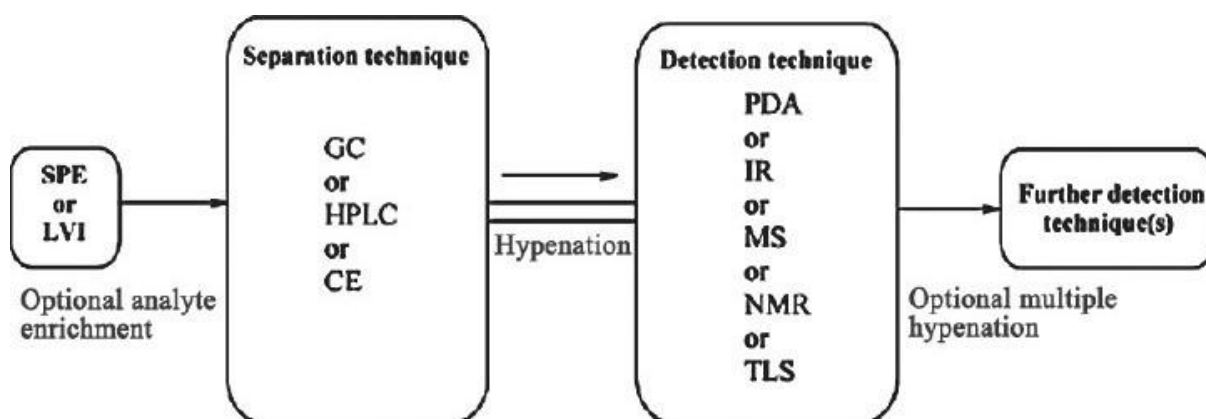 SPE
or
LVI
Optional analyte
enrichment
Separation technique
GC
or
HPLC
or
CE
Hypenation
Detection technique
PDA
or
IR
or
MS
or
NMR
or
TLS
Optional multiple
hypenation
Further detection
technique(s)